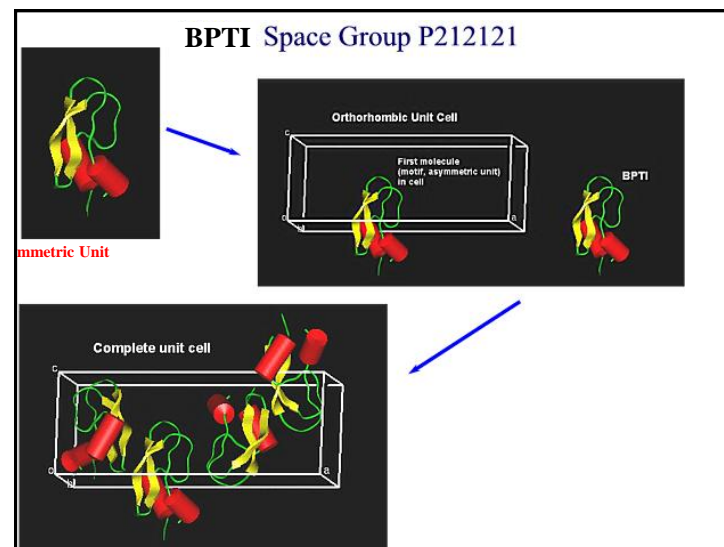 BPTI Space Group P212121
Orthorhombic Unit Cell
c
First molecule
(motif, asymmetric unit)
in cell
BPTI
o
a
b
mmetric Unit
Complete unit cell
c
o
a
b